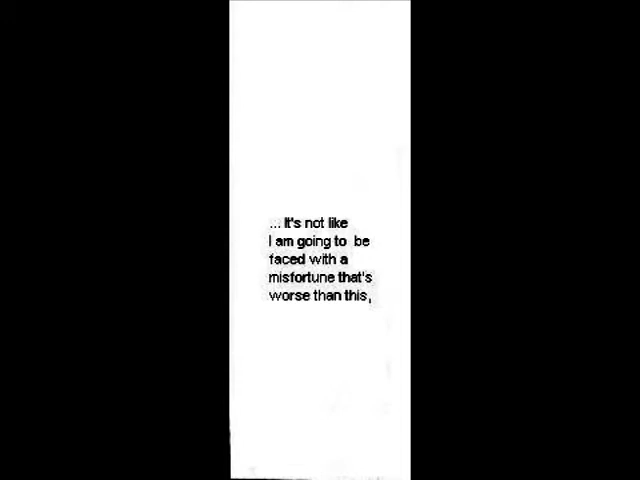 ... It's not like
I am going to be
faced with a
misfortune that's
worse than this,